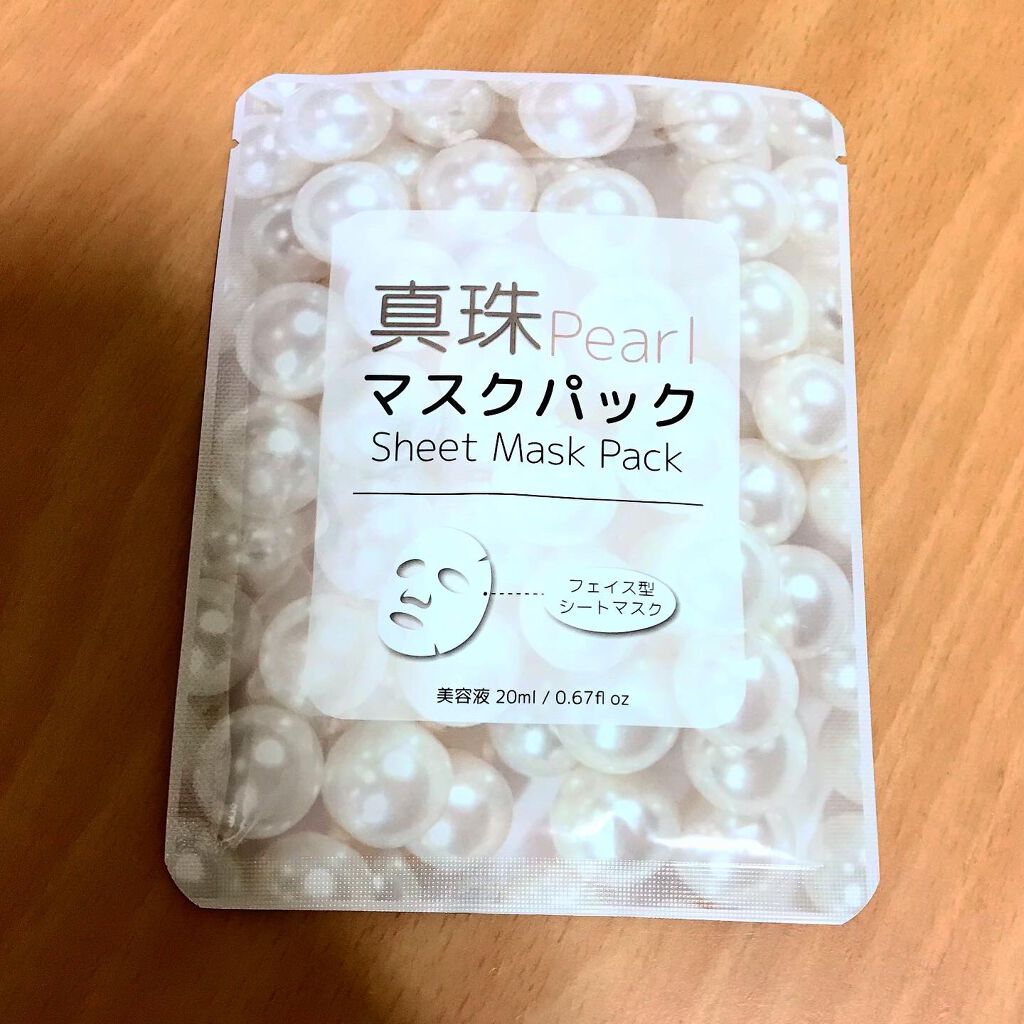 真珠Pearl
マスクパック
Sheet Mask Pack
フェイス型
シートマスク
美容液 20ml / 0.67fl oz